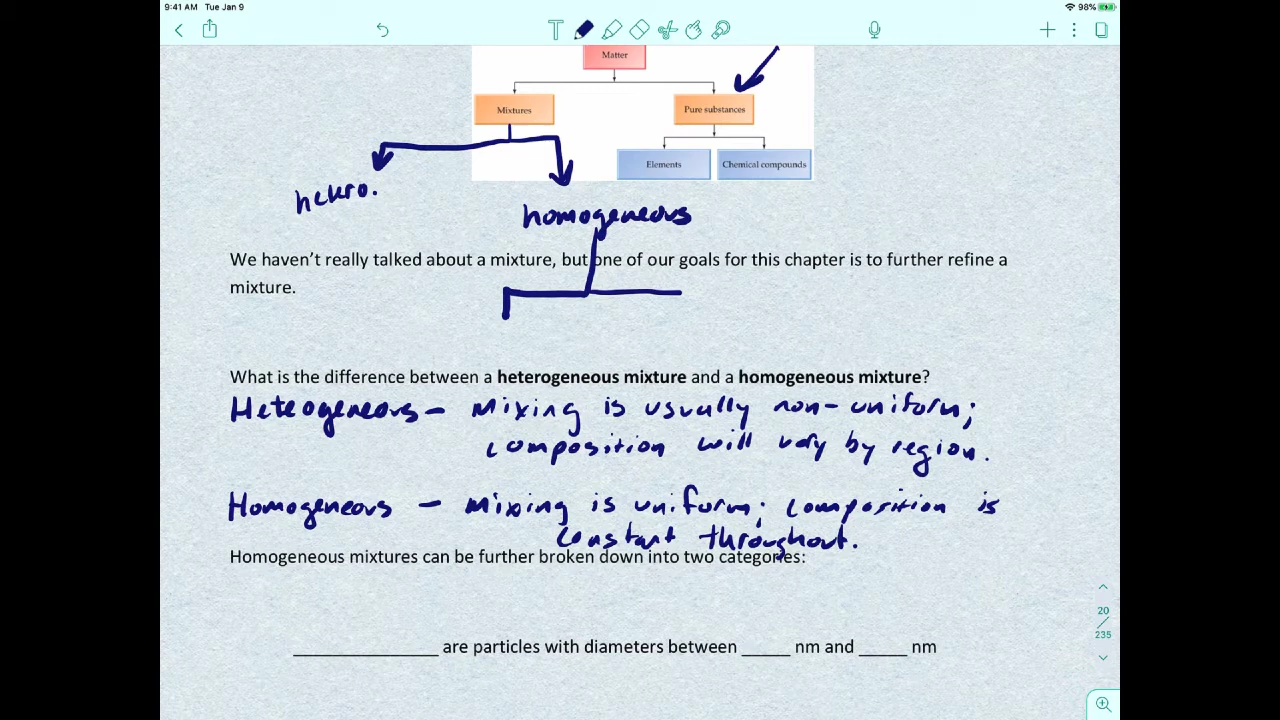 9:41 AM Tue Jan 9
98%
T
Matter
Mixtures
Pure substances
Elements
Chemical compounds
hetero.
homogeneous
We haven't really talked about a mixture, but one of our goals for this chapter is to further refine a
mixture.
What is the difference between a heterogeneous mixture and a homogeneous mixture?
Heteogeneous - Mixing is usually non-uniform;
composition will vary by region.
Homogeneous - Mixing is uniform; composition is
constant throughout.
Homogeneous mixtures can be further broken down into two categories:
_______________ are particles with diameters between _____ nm and _____ nm
20
/
235